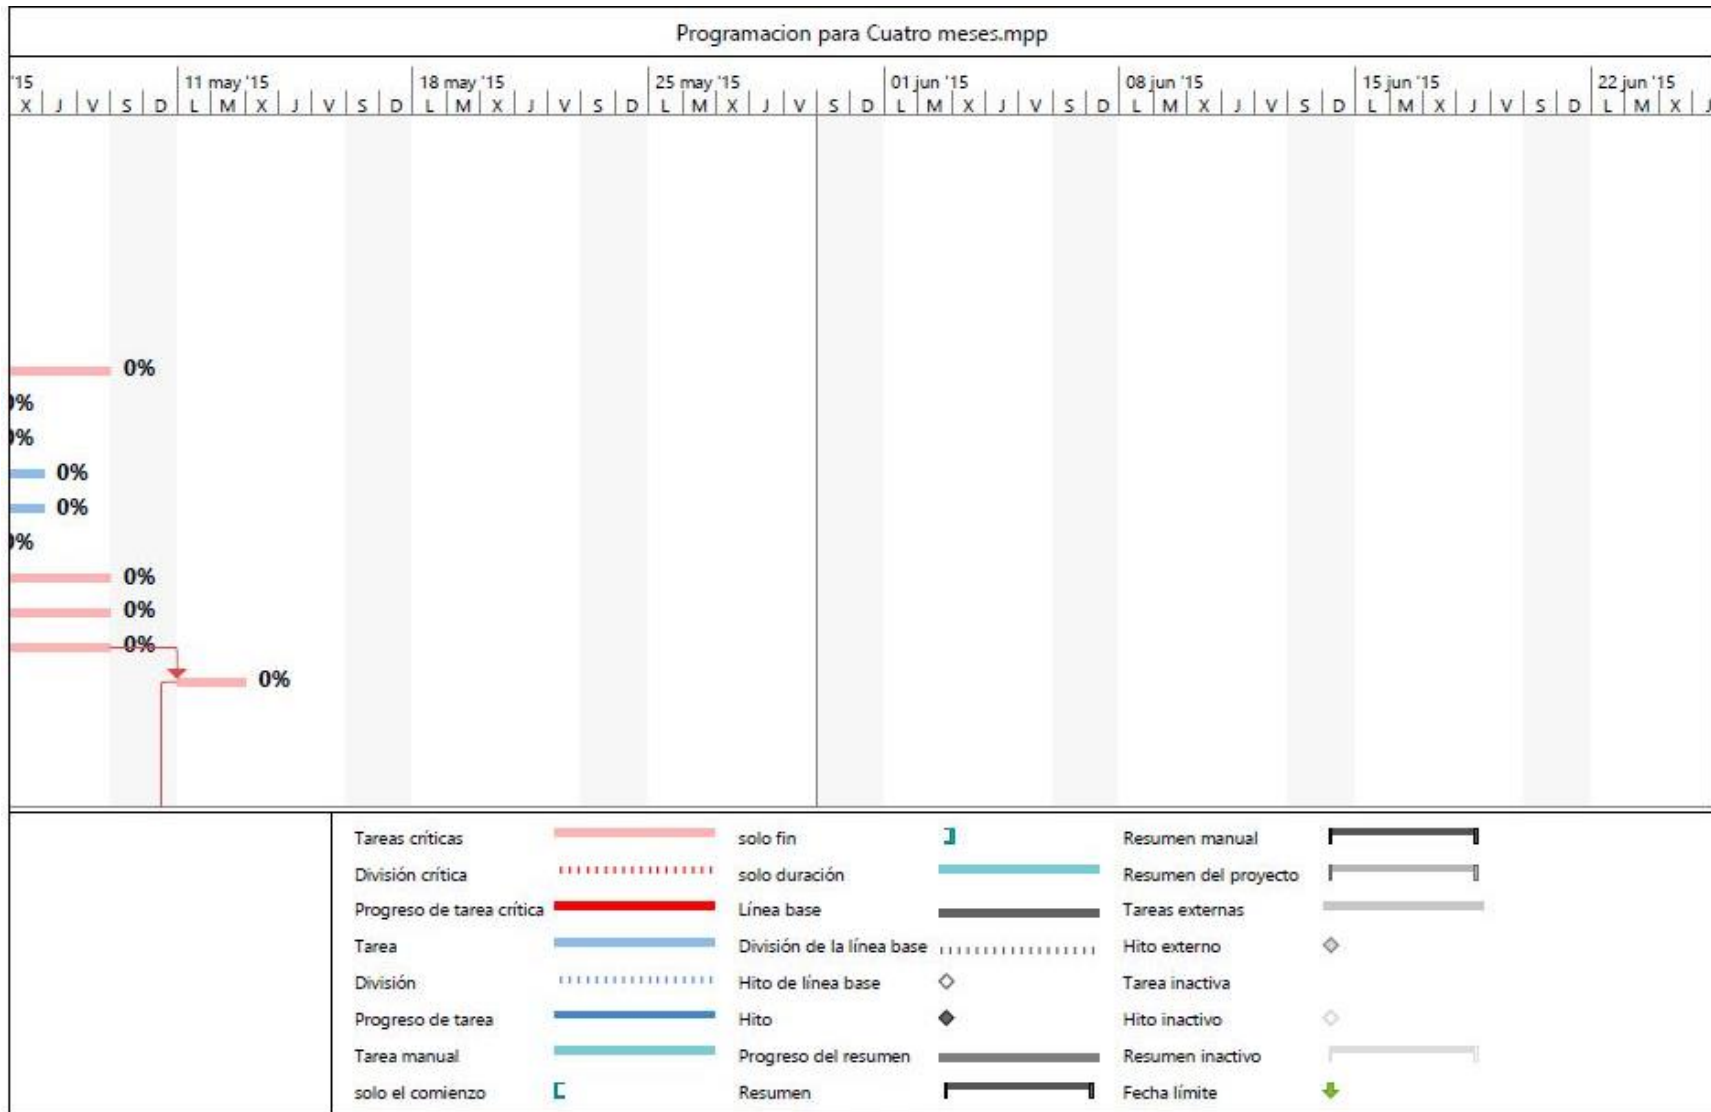 Programacion para Cuatro meses.mpp
'15 11 may '15 18 may '15 25 may '15 01 jun '15 08 jun '15 15 jun '15 22 jun '15
X J V S D L M X J V S D L M X J V S D L M X J V S D L M X J V S D L M X J V S D L M X J V S D L M X J
0%
0%
0%
0%
0%
0%
0%
0%
0%
0%
Tareas críticas solo fin Resumen manual
División crítica solo duración Resumen del proyecto
Progreso de tarea crítica Línea base Tareas externas
Tarea División de la línea base Hito externo
División Hito de línea base Tarea inactiva
Progreso de tarea Hito Hito inactivo
Tarea manual Progreso del resumen Resumen inactivo
solo el comienzo Resumen Fecha límite